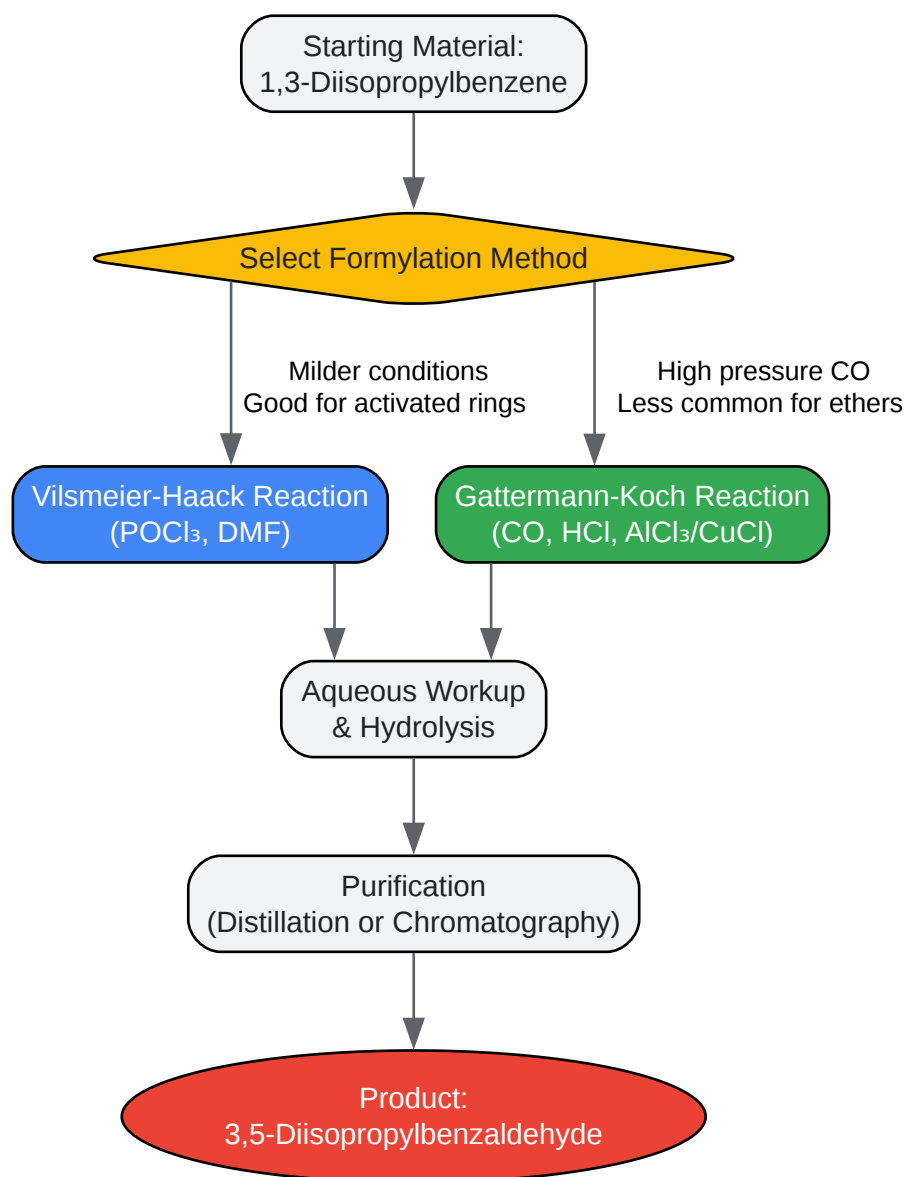 Starting Material:
1,3-Diisopropylbenzene
Select Formylation Method
Milder conditions
Good for activated rings
High pressure CO
Less common for ethers
Vilsmeier-Haack Reaction
(POCl₃, DMF)
Gattermann-Koch Reaction
(CO, HCl, AlCl₃/CuCl)
Aqueous Workup
& Hydrolysis
Purification
(Distillation or Chromatography)
Product:
3,5-Diisopropylbenzaldehyde